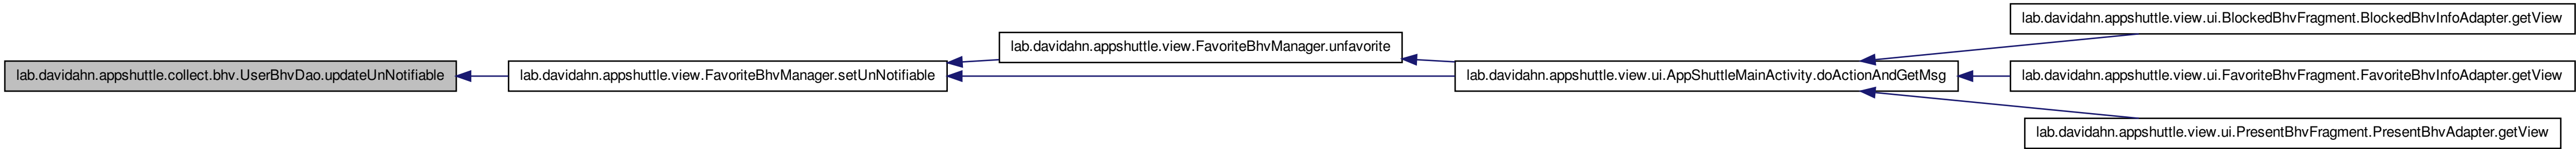 lab.davidahn.appshuttle.collect.bhv.UserBhvDao.updateUnNotifiable
lab.davidahn.appshuttle.view.FavoriteBhvManager.setUnNotifiable
lab.davidahn.appshuttle.view.FavoriteBhvManager.unfavorite
lab.davidahn.appshuttle.view.ui.AppShuttleMainActivity.doActionAndGetMsg
lab.davidahn.appshuttle.view.ui.BlockedBhvFragment.BlockedBhvInfoAdapter.getView
lab.davidahn.appshuttle.view.ui.FavoriteBhvFragment.FavoriteBhvInfoAdapter.getView
lab.davidahn.appshuttle.view.ui.PresentBhvFragment.PresentBhvAdapter.getView